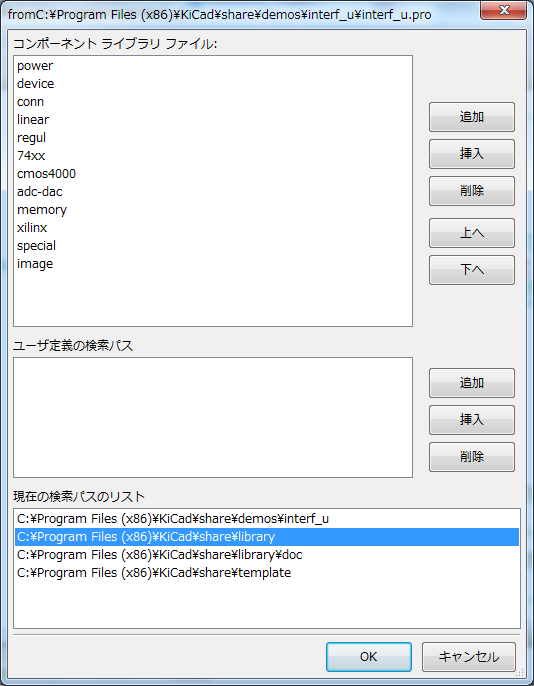 fromC:¥Program Files (x86)¥KiCad¥share¥demos¥interf_u¥interf_u.pro
コンポーネント ライブラリ ファイル:
power
device
conn
linear
regul
74xx
cmos4000
adc-dac
memory
xilinx
special
image
追加
挿入
削除
上へ
下へ
ユーザ定義の検索パス
追加
挿入
削除
現在の検索パスのリスト
C:¥Program Files (x86)¥KiCad¥share¥demos¥interf_u
C:¥Program Files (x86)¥KiCad¥share¥library
C:¥Program Files (x86)¥KiCad¥share¥library¥doc
C:¥Program Files (x86)¥KiCad¥share¥template
OK
キャンセル